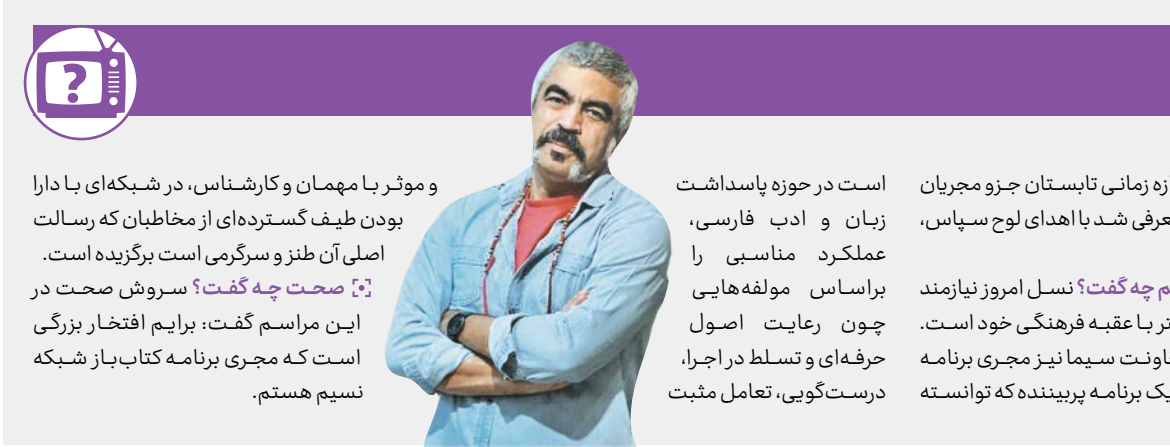 زمانی تابستان جزو مجریان
شد با اهدای لوح سپاس،
چه گفت؟ نسل امروز نیازمند
با عقبه فرهنگی خود است.
سیما نیز مجری برنامه
یک برنامه پربیننده که توانسته
است در حوزه پاسداشت
زبان و ادب فارسی،
عملکرد مناسبی را
براساس مولفه‌هایی
چون رعایت اصول
حرفه‌ای و تسلط در اجرا،
درست‌گویی، تعامل مثبت
و موثر با مهمان و کارشناس، در شبکه‌ای با دارا
بودن طیف گسترده‌ای از مخاطبان که رسالت
اصلی آن طنز و سرگرمی است برگزیده است.
صحت چه گفت؟ سروش صحت در
این مراسم گفت: برایم افتخار بزرگی
است که مجری برنامه کتاب‌باز شبکه
نسیم هستم.
?